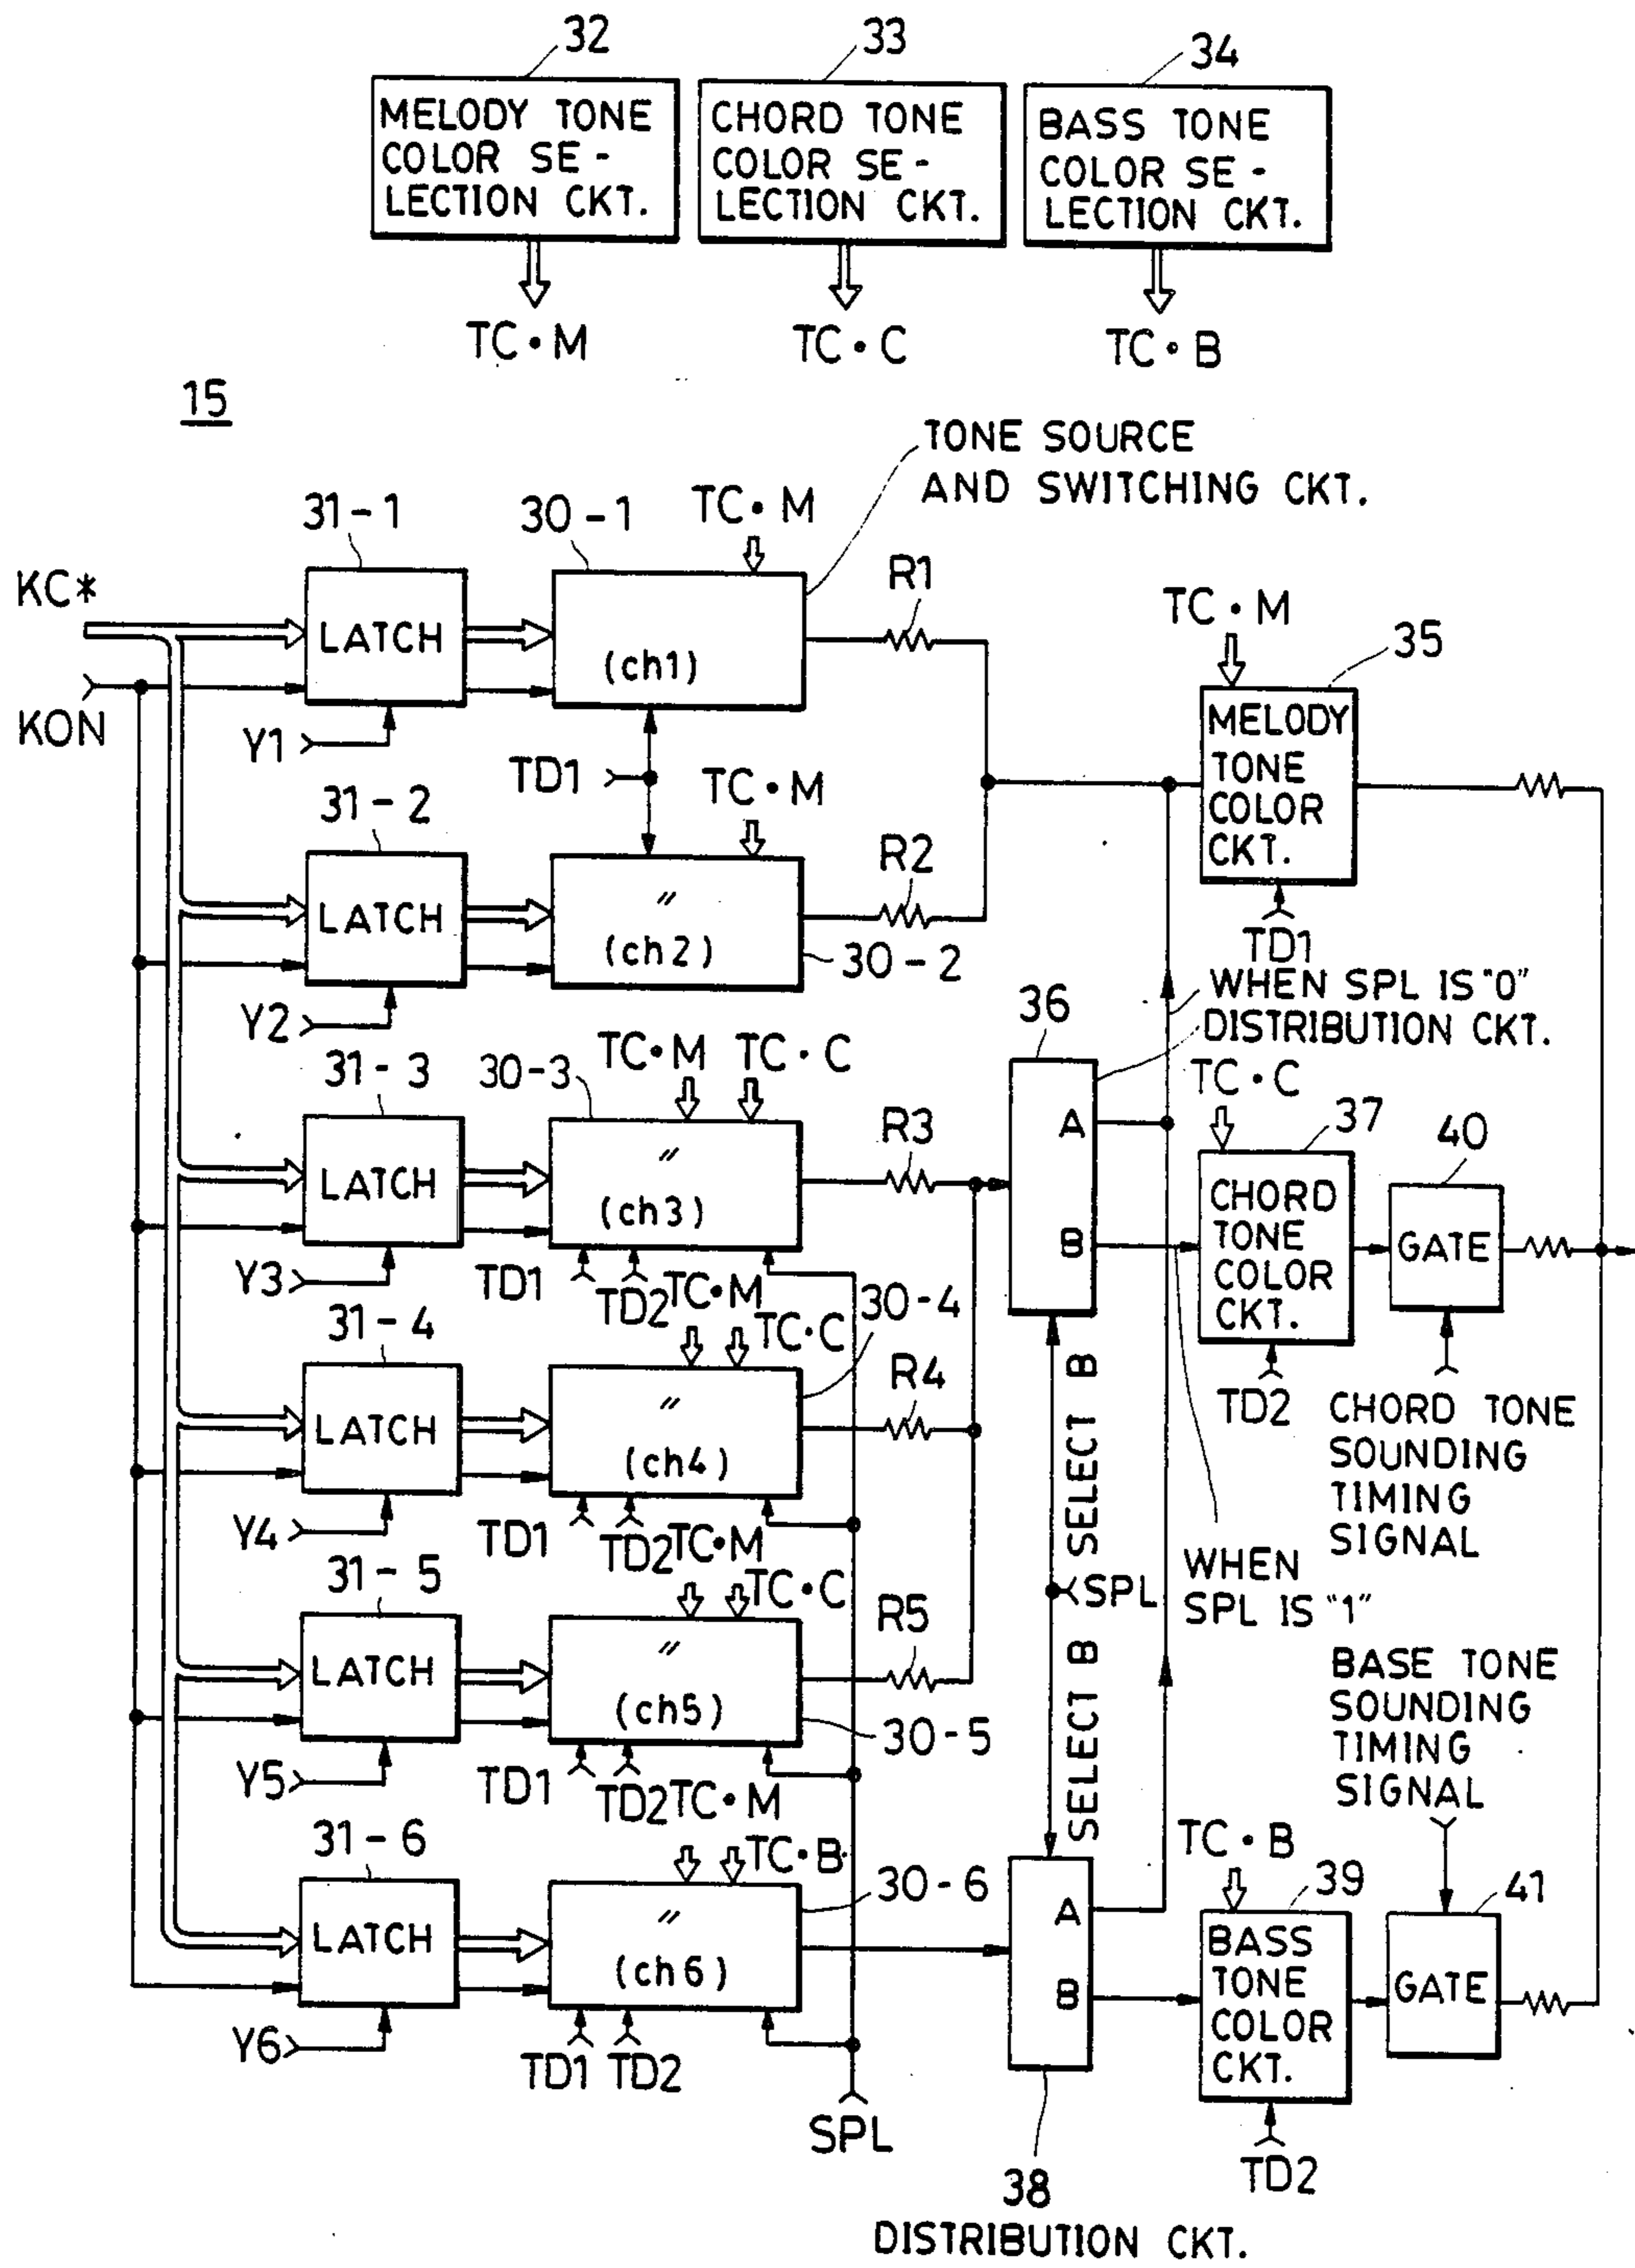 32
33
34
MELODY TONE
COLOR SE -
LECTION CKT.
CHORD TONE
COLOR SE -
LECTION CKT.
BASS TONE
COLOR SE -
LECTION CKT.
TC • M
TC • C
TC • B
15
TONE SOURCE
AND SWITCHING CKT.
31 - 1
30 - 1
TC • M
KC*
LATCH
(ch1)
R1
TC • M
35
KON
Y1
TD1
MELODY
TONE
COLOR
CKT.
31 - 2
TC • M
LATCH
〃
(ch2)
R2
30 - 2
TD1
Y2
WHEN SPL IS "0"
36
DISTRIBUTION CKT.
31 - 3
30-3
TC • M
TC • C
TC • C
37
40
LATCH
〃
(ch3)
R3
A
B
CHORD
TONE
COLOR
CKT.
GATE
Y3
TD1
TD2
TC•M
TC•C
30-4
31 - 4
LATCH
〃
(ch4)
R4
SELECT B
TD2
CHORD TONE
SOUNDING
TIMING
SIGNAL
Y4
TD1
TD2
TC•M
TC•C
31 - 5
SPL
WHEN
SPL IS "1"
LATCH
〃
(ch5)
R5
30 - 5
SELECT B
BASE TONE
SOUNDING
TIMING
SIGNAL
Y5
TD1
TD2
TC • M
TC • B
31 - 6
30 - 6
TC • B
39
41
LATCH
〃
(ch6)
A
B
BASS
TONE
COLOR
CKT.
GATE
Y6
TD1
TD2
SPL
TD2
38
DISTRIBUTION CKT.